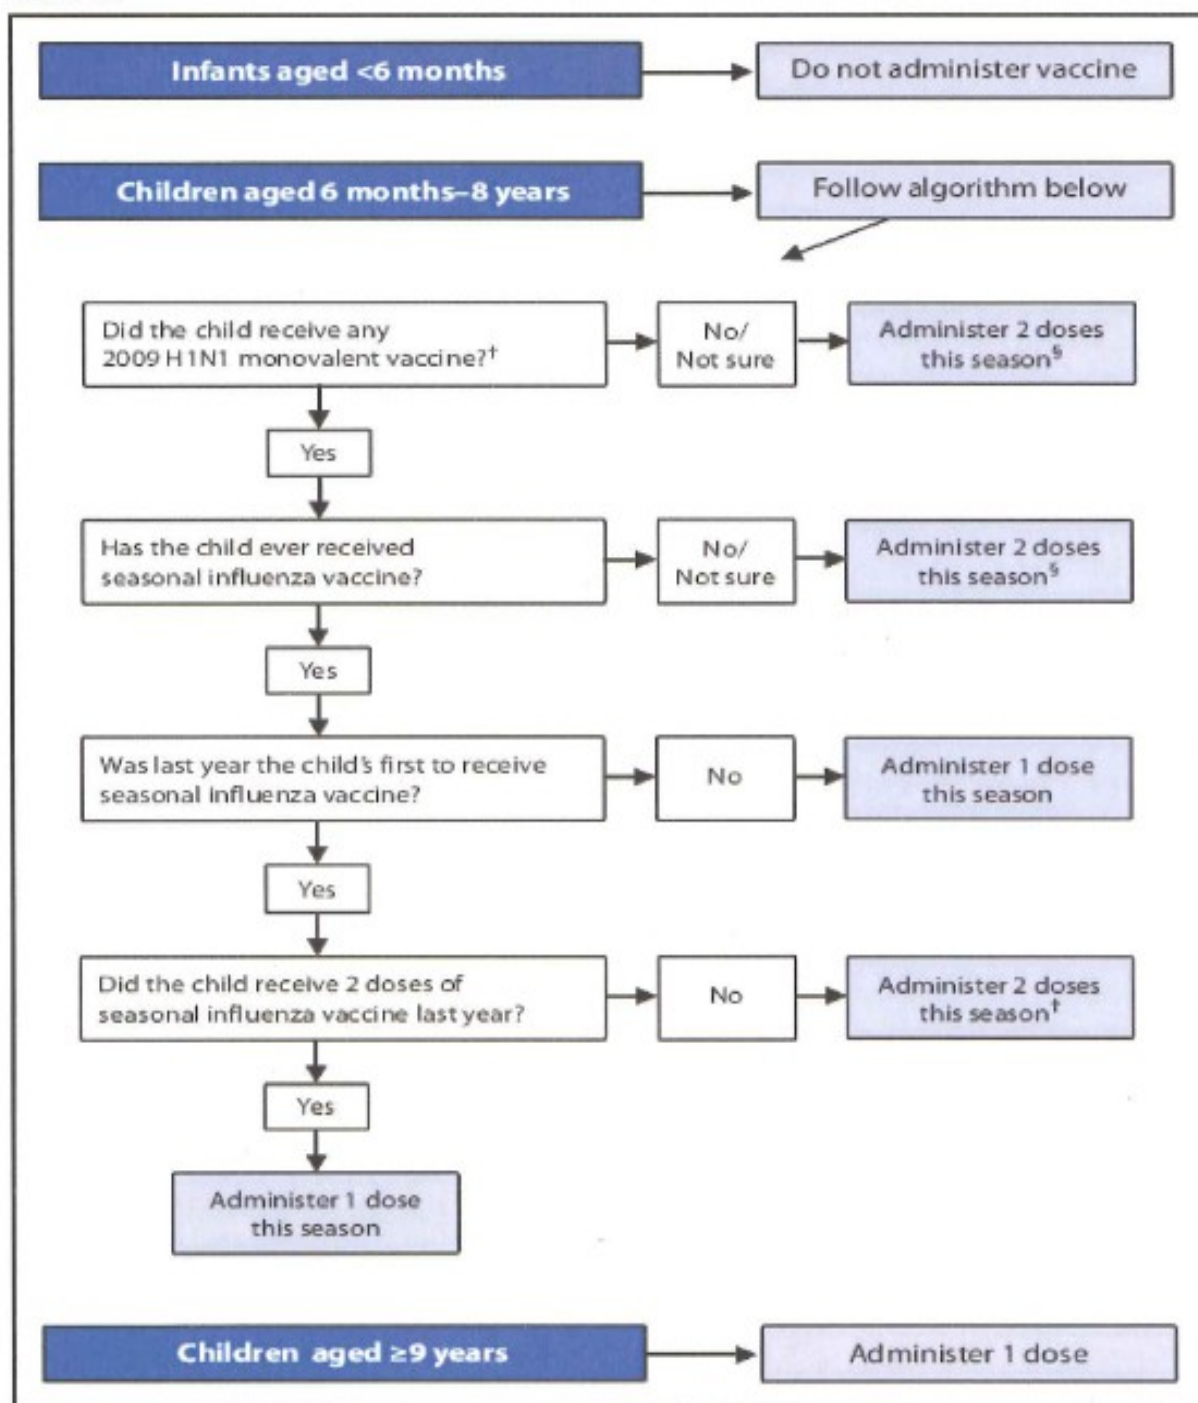 Infants aged <6 months
Do not administer vaccine
Children aged 6 months–8 years
Follow algorithm below
Did the child receive any
2009 H1N1 monovalent vaccine?†
No/
Not sure
Administer 2 doses
this season§
Yes
Has the child ever received
seasonal influenza vaccine?
No/
Not sure
Administer 2 doses
this season§
Yes
Was last year the child's first to receive
seasonal influenza vaccine?
No
Administer 1 dose
this season
Yes
Did the child receive 2 doses of
seasonal influenza vaccine last year?
No
Administer 2 doses
this season†
Yes
Administer 1 dose
this season
Children aged ≥9 years
Administer 1 dose